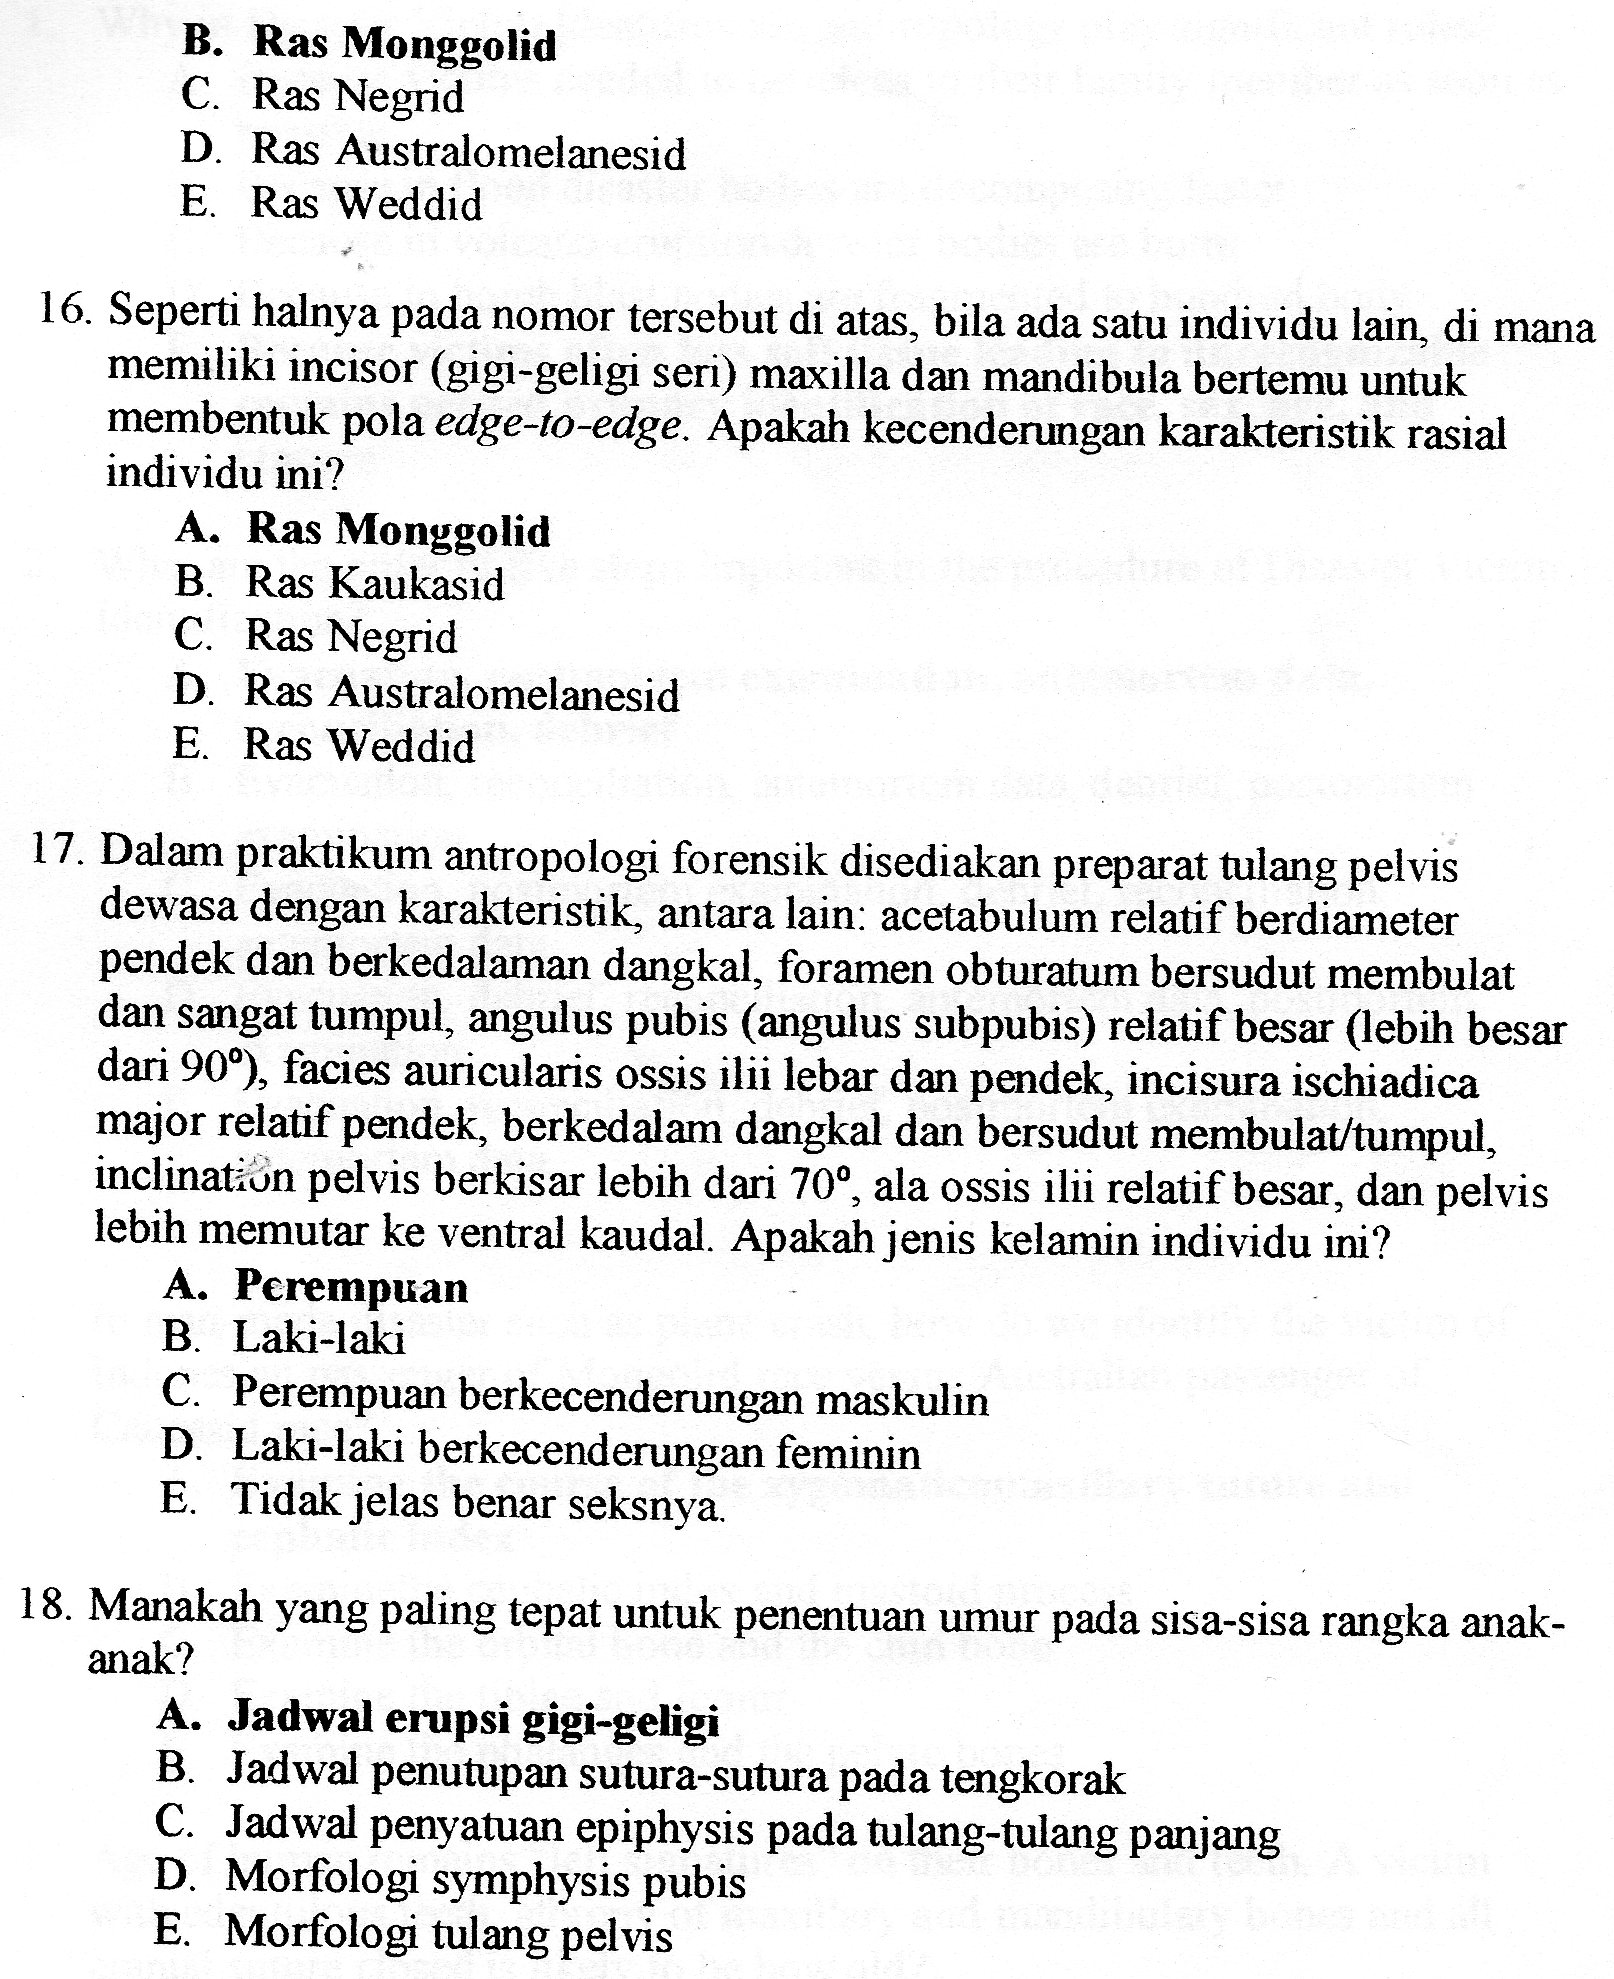 B. Ras Monggolid
C. Ras Negrid
D. Ras Australomelanesid
E. Ras Weddid
16. Seperti halnya pada nomor tersebut di atas, bila ada satu individu lain, di mana
memiliki incisor (gigi-geligi seri) maxilla dan mandibula bertemu untuk
membentuk pola edge-to-edge. Apakah kecenderungan karakteristik rasial
individu ini?
A. Ras Monggolid
B. Ras Kaukasid
C. Ras Negrid
D. Ras Australomelanesid
E. Ras Weddid
17. Dalam praktikum antropologi forensik disediakan preparat tulang pelvis
dewasa dengan karakteristik, antara lain: acetabulum relatif berdiameter
pendek dan berkedalaman dangkal, foramen obturatum bersudut membulat
dan sangat tumpul, angulus pubis (angulus subpubis) relatif besar (lebih besar
dari 90º), facies auricularis ossis ilii lebar dan pendek, incisura ischiadica
major relatif pendek, berkedalam dangkal dan bersudut membulat/tumpul,
inclination pelvis berkisar lebih dari 70º, ala ossis ilii relatif besar, dan pelvis
lebih memutar ke ventral kaudal. Apakah jenis kelamin individu ini?
A. Perempuan
B. Laki-laki
C. Perempuan berkecenderungan maskulin
D. Laki-laki berkecenderungan feminin
E. Tidak jelas benar seksnya.
18. Manakah yang paling tepat untuk penentuan umur pada sisa-sisa rangka anak-
anak?
A. Jadwal erupsi gigi-geligi
B. Jadwal penutupan sutura-sutura pada tengkorak
C. Jadwal penyatuan epiphysis pada tulang-tulang panjang
D. Morfologi symphysis pubis
E. Morfologi tulang pelvis